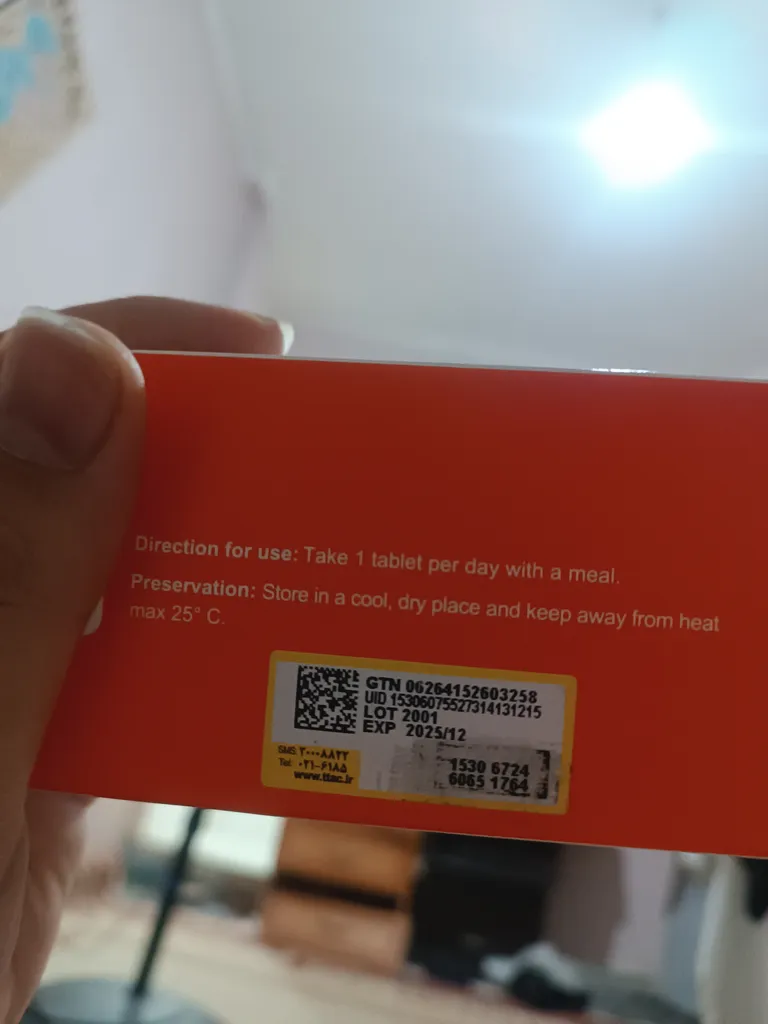 Direction for use: Take 1 tablet per day with a meal.
Preservation: Store in a cool, dry place and keep away from heat
max 25° C.
GTN 06264152603258
UID 15306075527314131215
LOT 2001
EXP 2025/12
SMS: ۲۰۰۰۸۸۲۲
Tel: ۰۲۱-۶۱۸۵
www.ttac.ir
1530 6724
6065 1764